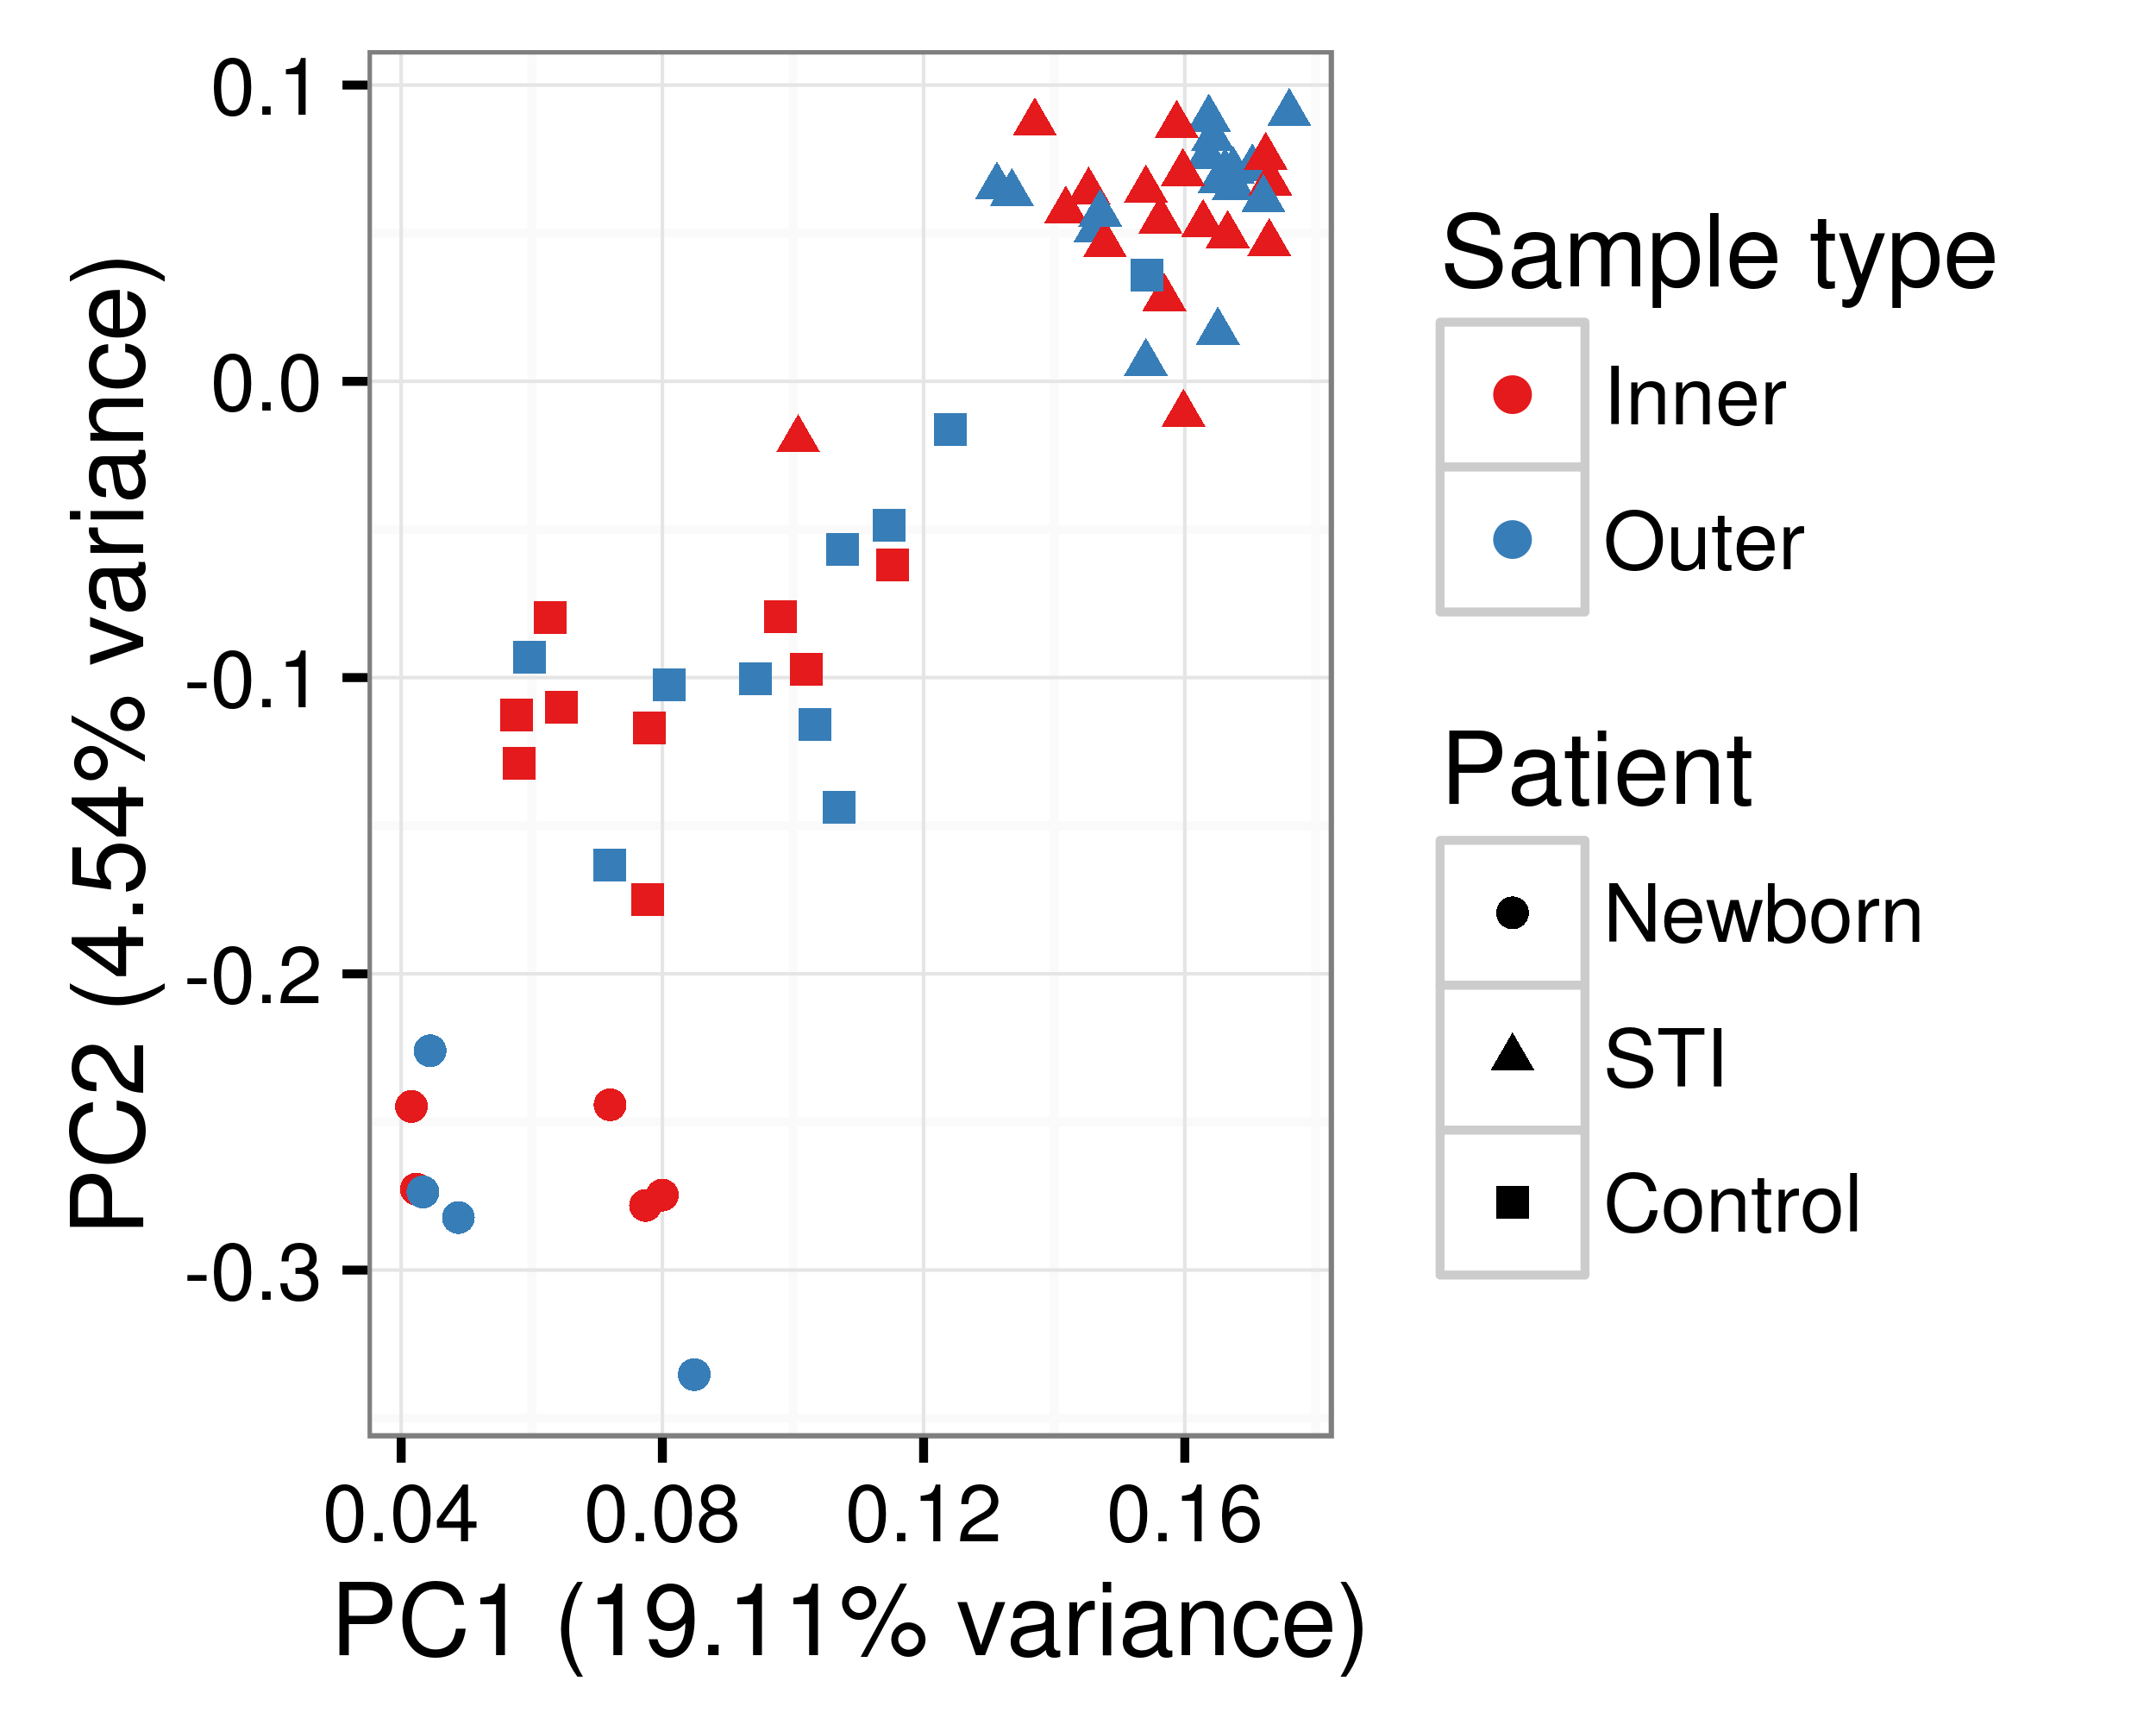 PC2 (4.54% variance)
0.1
0.0
-0.1
-0.2
-0.3
0.04 0.08 0.12 0.16
PC1 (19.11% variance)
Sample type
Inner
Outer
Patient
Newborn
STI
Control